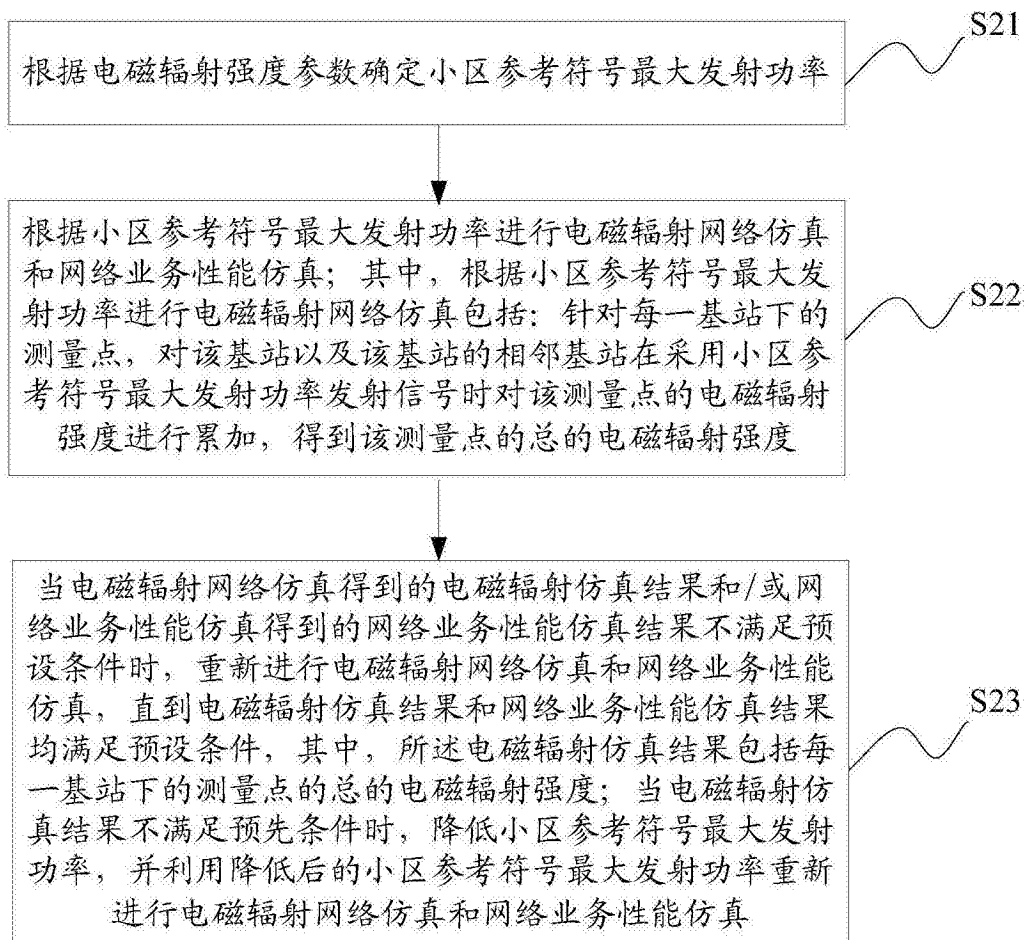 S21
根据电磁辐射强度参数确定小区参考符号最大发射功率
根据小区参考符号最大发射功率进行电磁辐射网络仿真
和网络业务性能仿真；其中，根据小区参考符号最大发
射功率进行电磁辐射网络仿真包括：针对每一基站下的
测量点，对该基站以及该基站的相邻基站在采用小区参
考符号最大发射功率发射信号时对该测量点的电磁辐射
强度进行累加，得到该测量点的总的电磁辐射强度
S22
当电磁辐射网络仿真得到的电磁辐射仿真结果和/或网
络业务性能仿真得到的网络业务性能仿真结果不满足预
设条件时，重新进行电磁辐射网络仿真和网络业务性能
仿真，直到电磁辐射仿真结果和网络业务性能仿真结果
均满足预设条件，其中，所述电磁辐射仿真结果包括每
一基站下的测量点的总的电磁辐射强度；当电磁辐射仿
真结果不满足预先条件时，降低小区参考符号最大发射
功率，并利用降低后的小区参考符号最大发射功率重新
进行电磁辐射网络仿真和网络业务性能仿真
S23